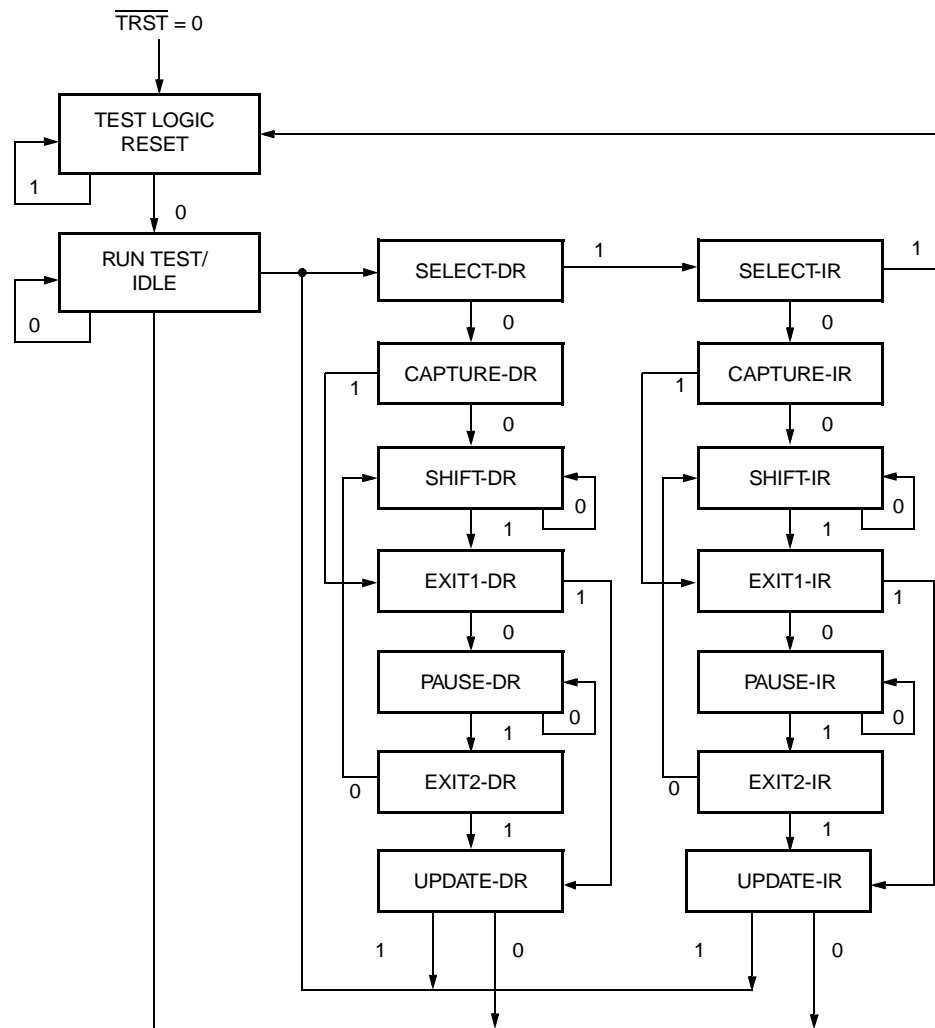 TRST = 0
TEST LOGIC
RESET
1
0
RUN TEST/
IDLE
0
SELECT-DR
1
SELECT-IR
1
0
0
CAPTURE-DR
1
CAPTURE-IR
1
0
0
SHIFT-DR
0
SHIFT-IR
0
1
1
EXIT1-DR
1
EXIT1-IR
1
0
0
PAUSE-DR
0
PAUSE-IR
0
1
1
EXIT2-DR
0
EXIT2-IR
0
1
1
UPDATE-DR
UPDATE-IR
1
0
1
0